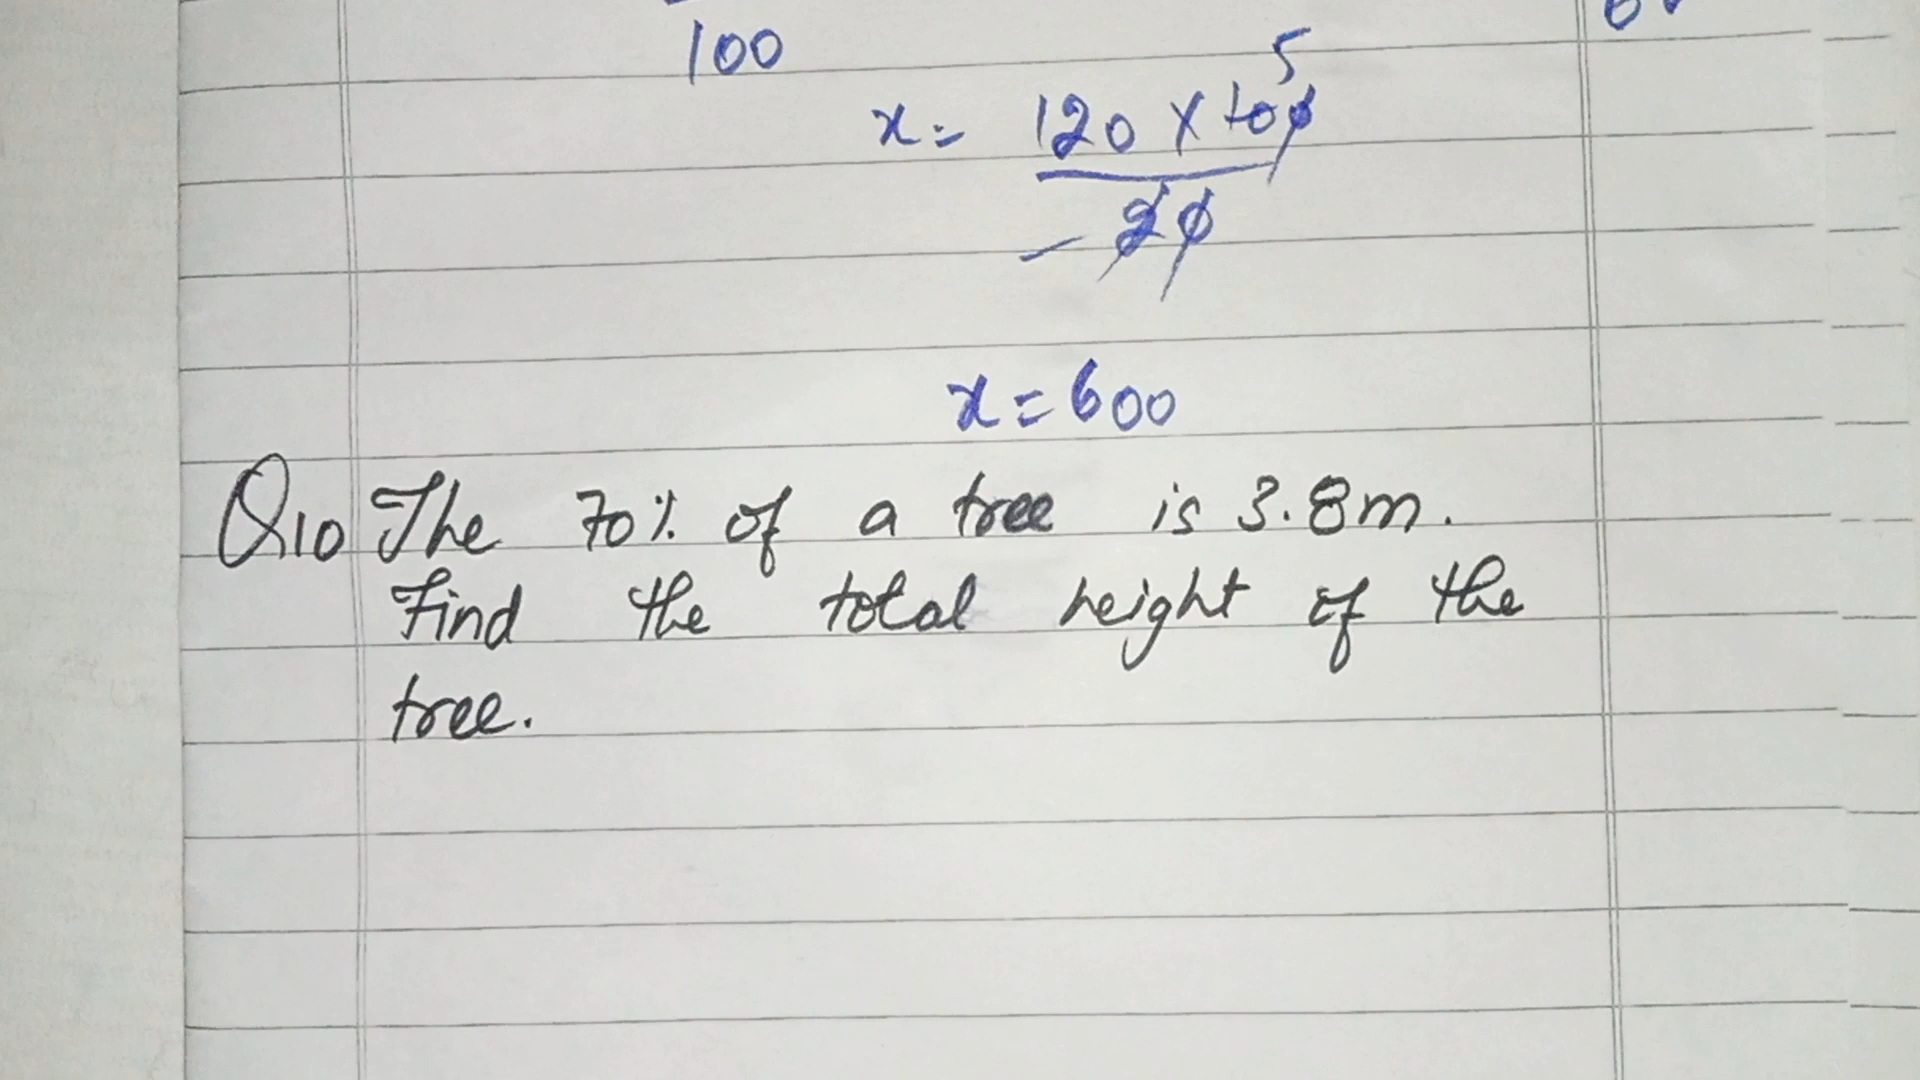 100
5
x = 120 X 100
20
x = 600
Q10 The 70% of a tree is 3.8m.
Find the total height of the
tree.